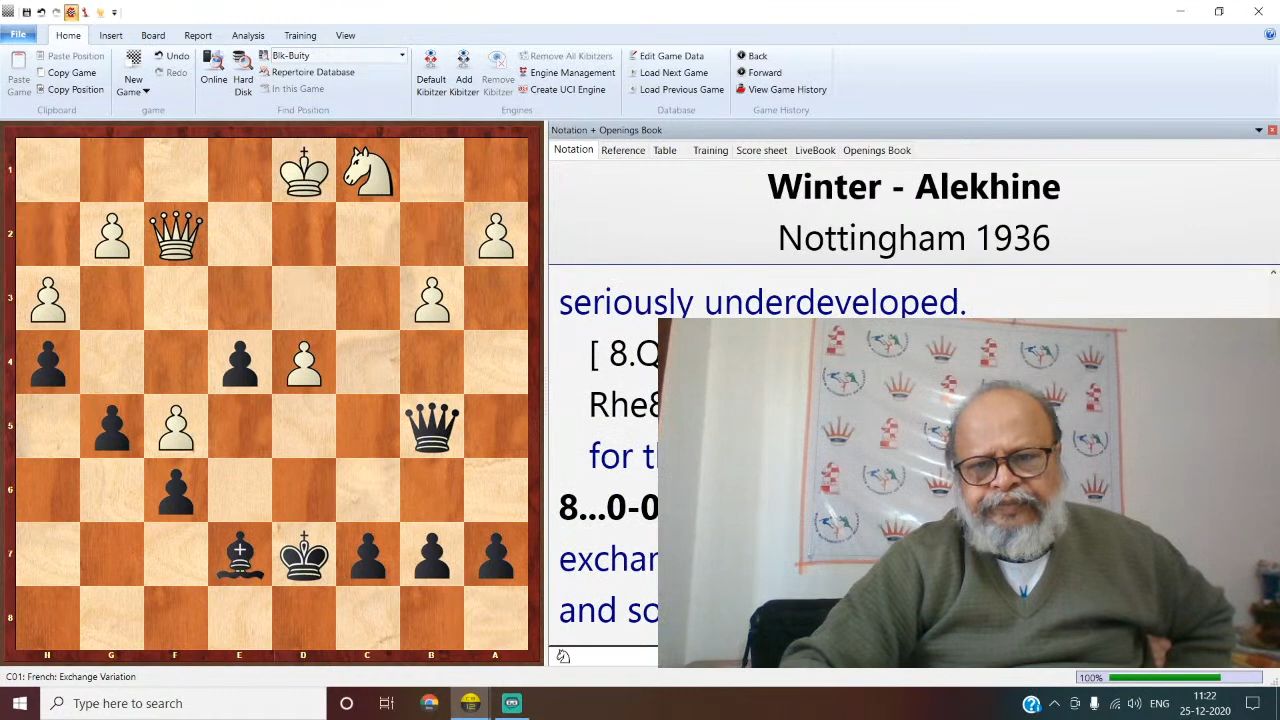 File
Home
Insert
Board
Report
Analysis
Training
View
Paste Game
Paste Position
Copy Game
Copy Position
Clipboard
New Game
Undo
Redo
game
Online
Hard Disk
Blk-Buity
Repertoire Database
In this Game
Find Position
Default Kibitzer
Add Kibitzer
Remove Kibitzer
Remove All Kibitzers
Engine Management
Create UCI Engine
Engines
Edit Game Data
Load Next Game
Load Previous Game
Database
Back
Forward
View Game History
Game History
Notation + Openings Book
Notation
Reference
Table
Training
Score sheet
LiveBook
Openings Book
Winter - Alekhine
Nottingham 1936
seriously underdeveloped.
[ 8.Q
Rhe8
for th
8...0-0
exchan
and so
1
2
3
4
5
6
7
8
H G F E D C B A
C01: French: Exchange Variation
100%
Type here to search
ENG
11:22
25-12-2020